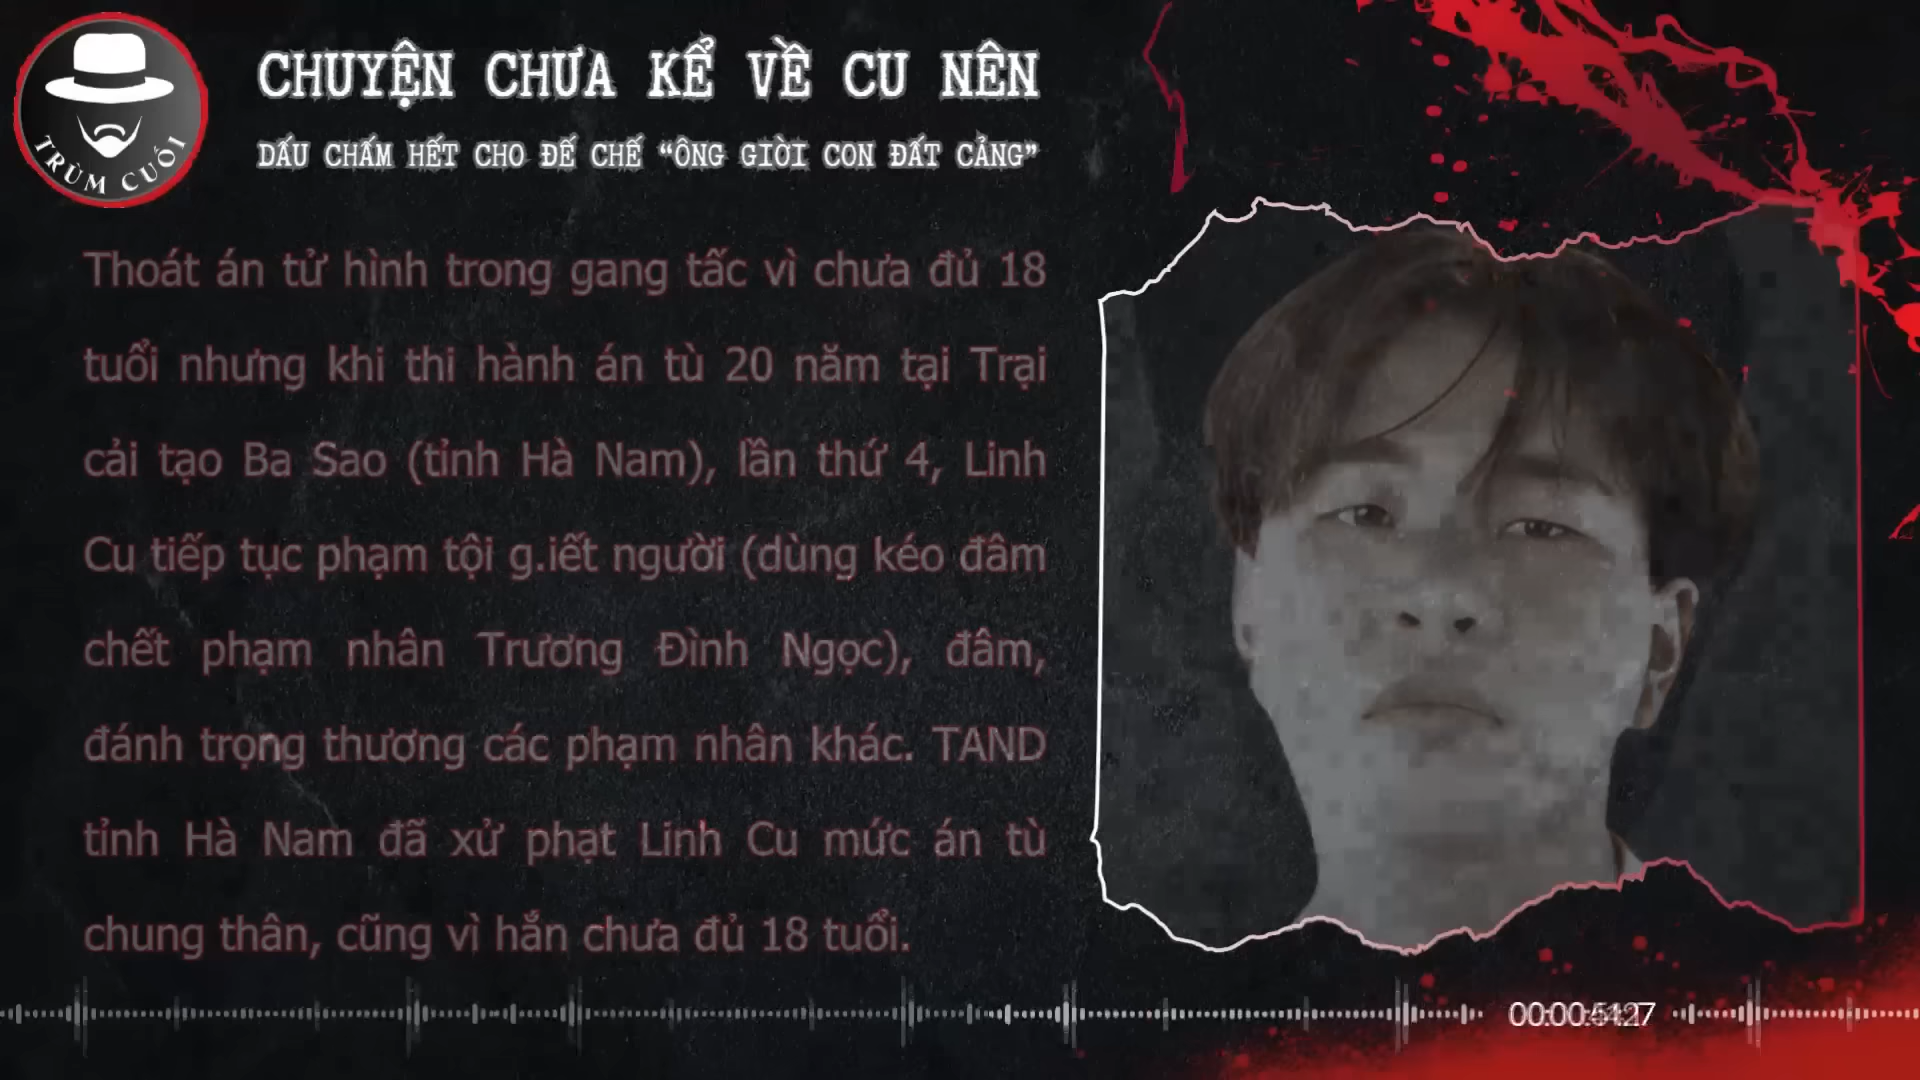 TRÙM CUỐI
CHUYỆN CHƯA KỂ VỀ CU NÊN
DẤU CHẤM HẾT CHO ĐẾ CHẾ “ÔNG GIỜI CON ĐẤT CẢNG”
Thoát án tử hình trong gang tấc vì chưa đủ 18
tuổi nhưng khi thi hành án tù 20 năm tại Trại
cải tạo Ba Sao (tỉnh Hà Nam), lần thứ 4, Linh
Cu tiếp tục phạm tội g.iết người (dùng kéo đâm
chết phạm nhân Trương Đình Ngọc), đâm,
đánh trọng thương các phạm nhân khác. TAND
tỉnh Hà Nam đã xử phạt Linh Cu mức án tù
chung thân, cũng vì hắn chưa đủ 18 tuổi.